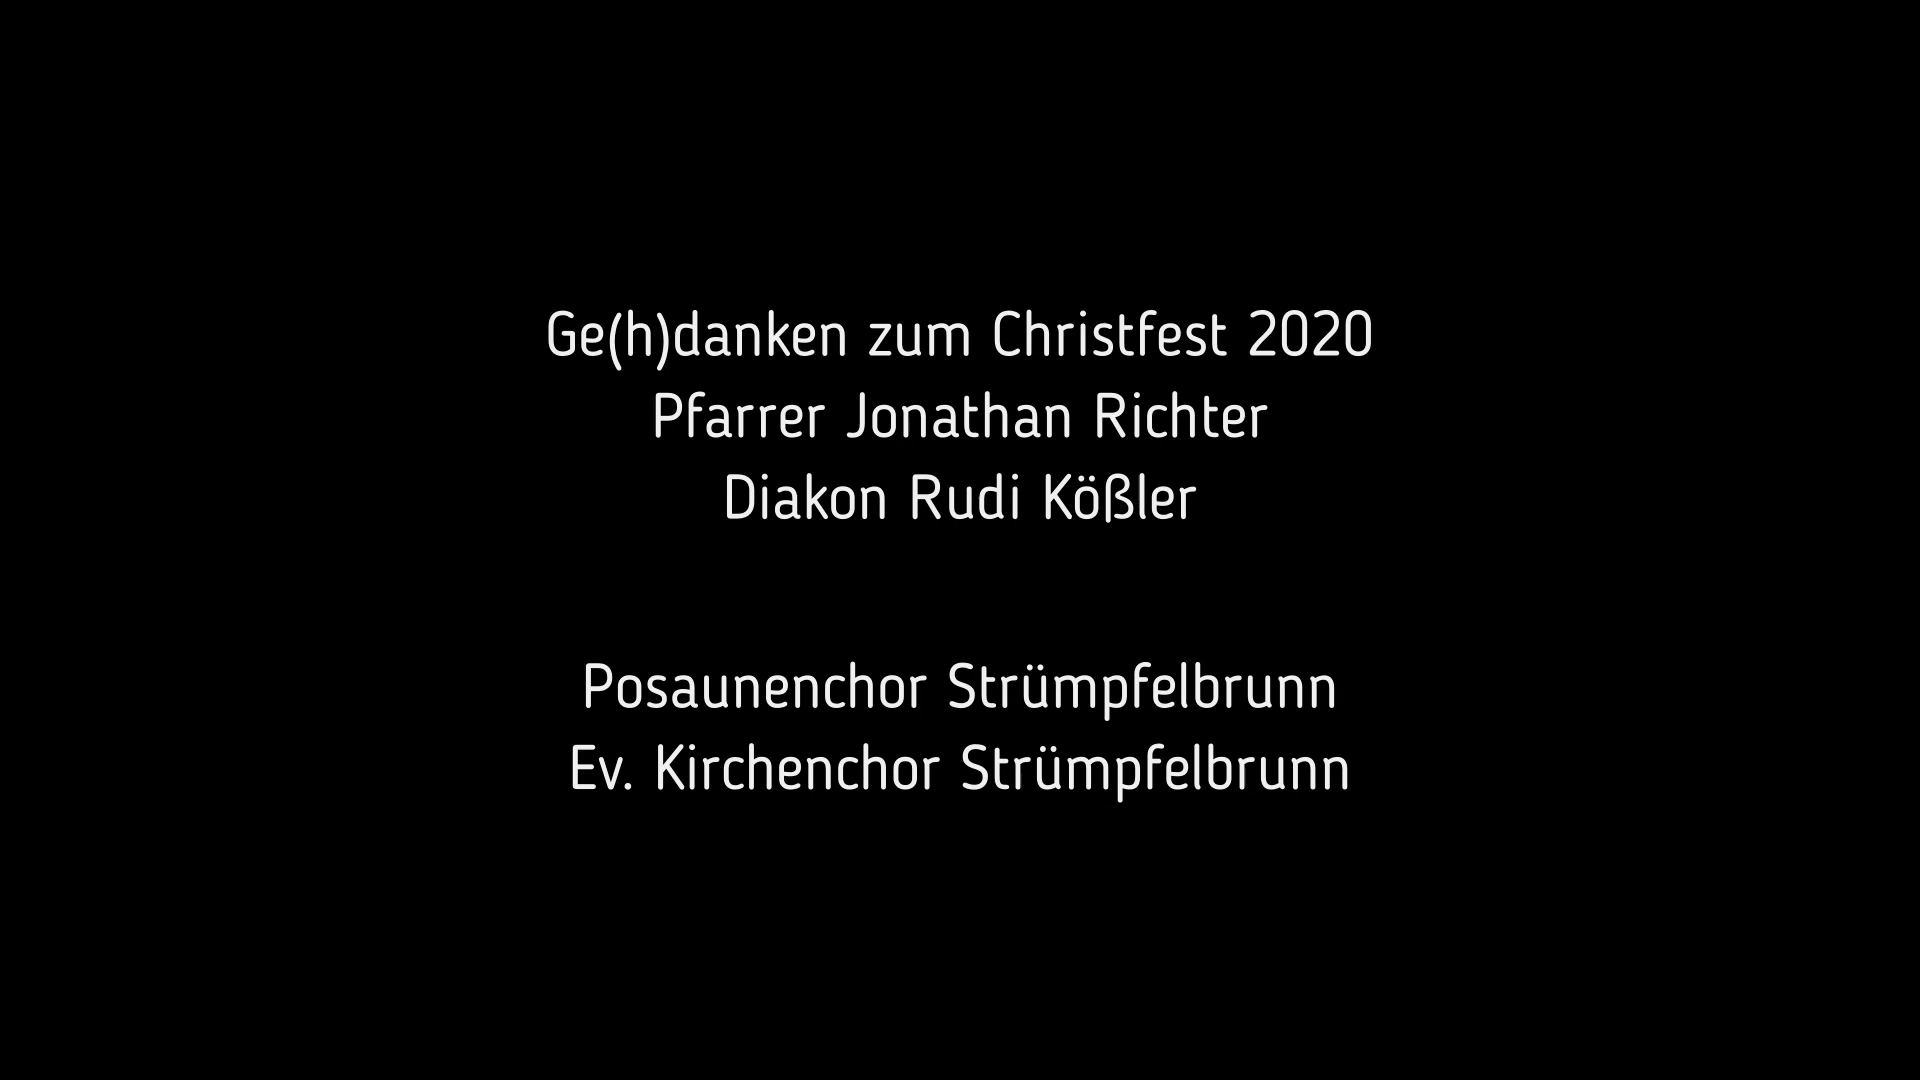 Ge(h)danken zum Christfest 2020
Pfarrer Jonathan Richter
Diakon Rudi Kößler
Posaunenchor Strümpfelbrunn
Ev. Kirchenchor Strümpfelbrunn